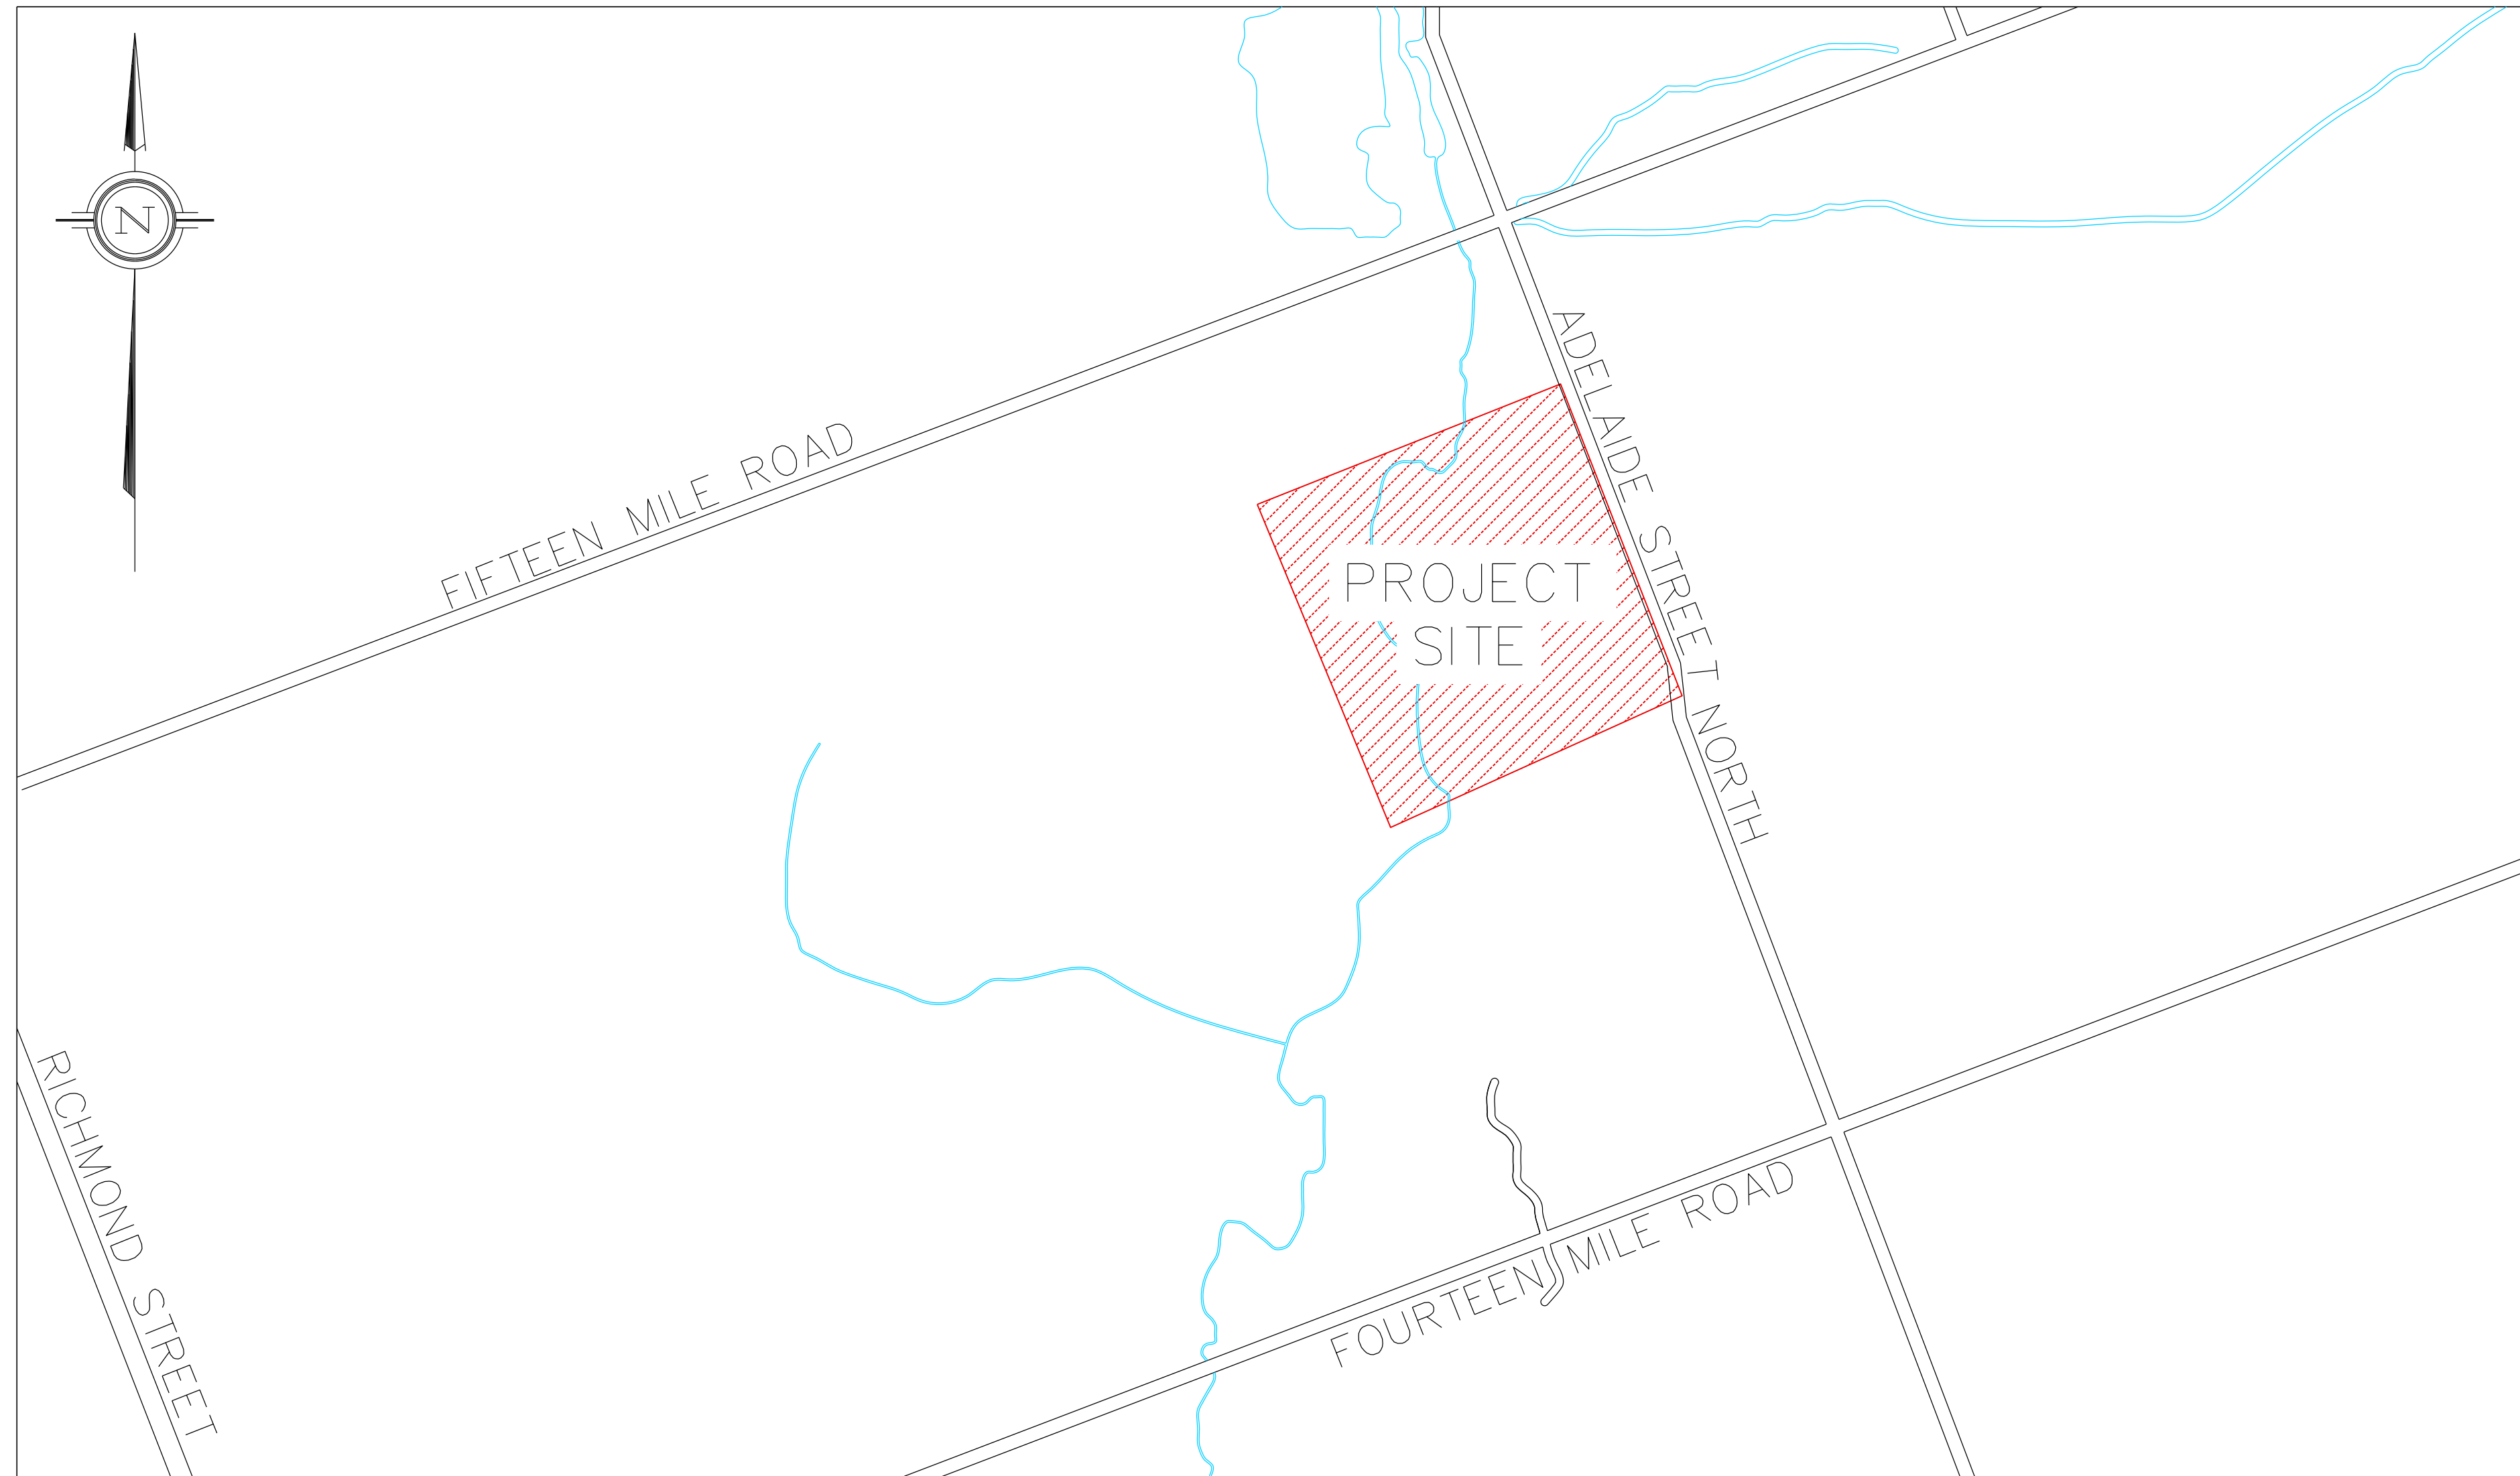 N
ADELAIDE STREET NORTH
FIFTEEN MILE ROAD
PROJECT
SITE
RICHMOND STREET
FOURTEEN MILE ROAD